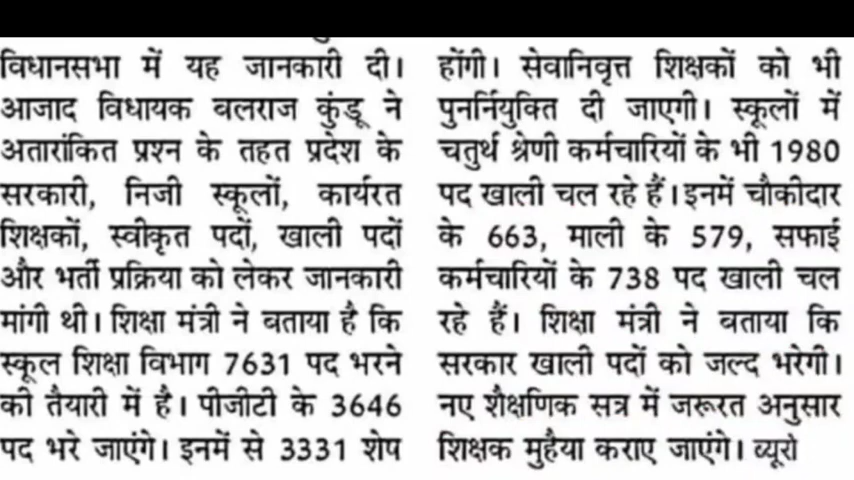 विधानसभा में यह जानकारी दी।
आजाद विधायक बलराज कुंडू ने
अतारांकित प्रश्न के तहत प्रदेश के
सरकारी, निजी स्कूलों, कार्यरत
शिक्षकों, स्वीकृत पदों, खाली पदों
और भर्ती प्रक्रिया को लेकर जानकारी
मांगी थी। शिक्षा मंत्री ने बताया है कि
स्कूल शिक्षा विभाग 7631 पद भरने
की तैयारी में है। पीजीटी के 3646
पद भरे जाएंगे। इनमें से 3331 शेष
होंगी। सेवानिवृत्त शिक्षकों को भी
पुनर्नियुक्ति दी जाएगी। स्कूलों में
चतुर्थ श्रेणी कर्मचारियों के भी 1980
पद खाली चल रहे हैं। इनमें चौकीदार
के 663, माली के 579, सफाई
कर्मचारियों के 738 पद खाली चल
रहे हैं। शिक्षा मंत्री ने बताया कि
सरकार खाली पदों को जल्द भरेगी।
नए शैक्षणिक सत्र में जरूरत अनुसार
शिक्षक मुहैया कराए जाएंगे। ब्यूरो